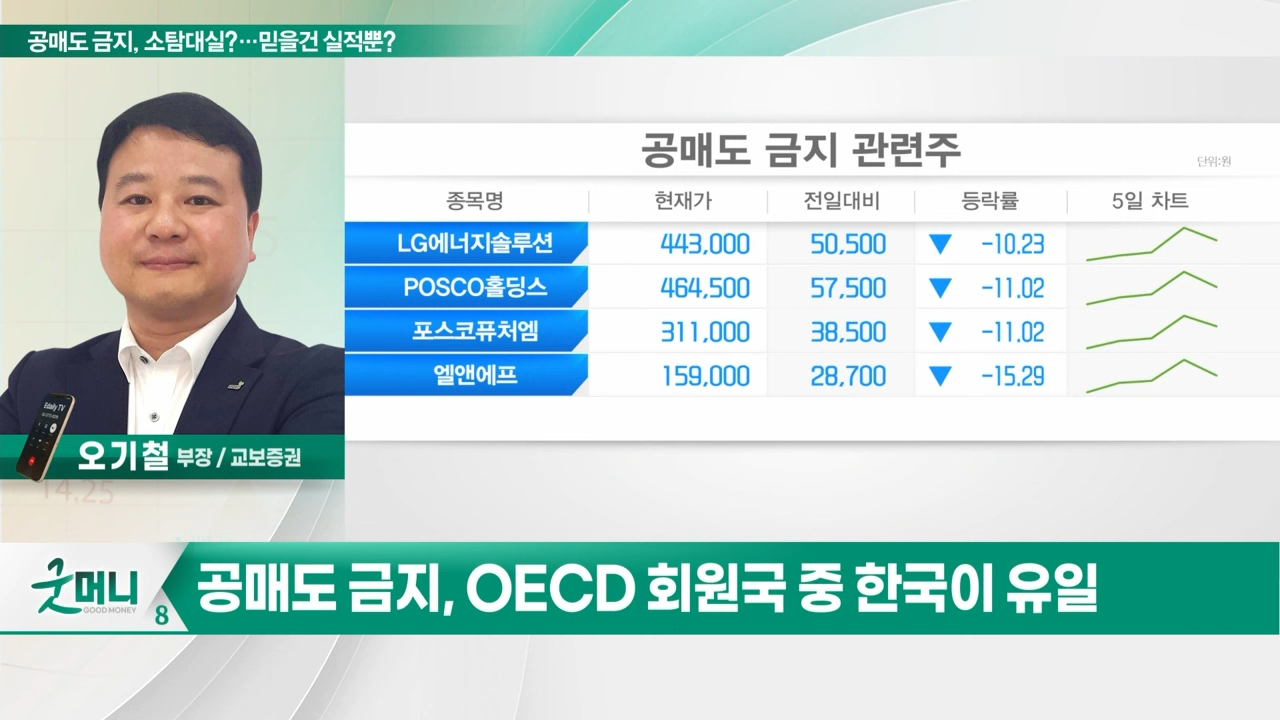 공매도 금지, 소탐대실?…믿을건 실적뿐?
공매도 금지 관련주
단위:원
종목명 현재가 전일대비 등락률 5일 차트
LG에너지솔루션 443,000 50,500 ▼ -10.23
POSCO홀딩스 464,500 57,500 ▼ -11.02
포스코퓨처엠 311,000 38,500 ▼ -11.02
엘앤에프 159,000 28,700 ▼ -15.29
Edaily TV
오기철 부장 / 교보증권
14.25
굿머니
GOOD MONEY
8
공매도 금지, OECD 회원국 중 한국이 유일